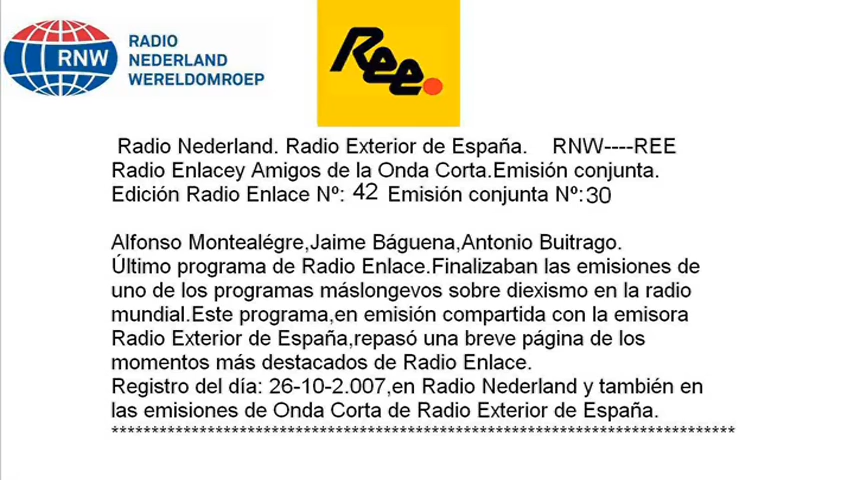 RNW
RADIO
NEDERLAND
WERELDOMROEP
Ree.
Radio Nederland. Radio Exterior de España. RNW----REE
Radio Enlacey Amigos de la Onda Corta.Emisión conjunta.
Edición Radio Enlace Nº: 42 Emisión conjunta Nº:30
Alfonso Montealégre,Jaime Báguena,Antonio Buitrago.
Último programa de Radio Enlace.Finalizaban las emisiones de
uno de los programas máslongevos sobre diexismo en la radio
mundial.Este programa,en emisión compartida con la emisora
Radio Exterior de España,repasó una breve página de los
momentos más destacados de Radio Enlace.
Registro del día: 26-10-2.007,en Radio Nederland y también en
las emisiones de Onda Corta de Radio Exterior de España.
******************************************************************************